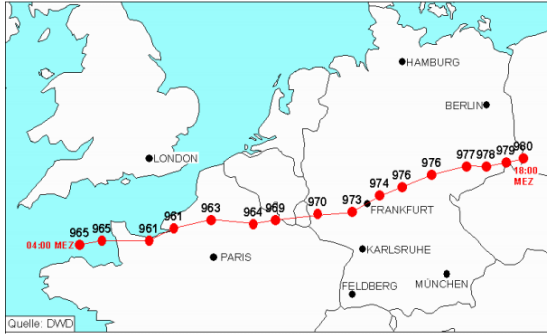 HAMBURG
BERLIN
LONDON
965
965
961
961
963
964
969
970
973
974
976
976
977
978
979
980
04:00 MEZ
18:00
MEZ
FRANKFURT
PARIS
KARLSRUHE
FELDBERG
MÜNCHEN
Quelle: DWD